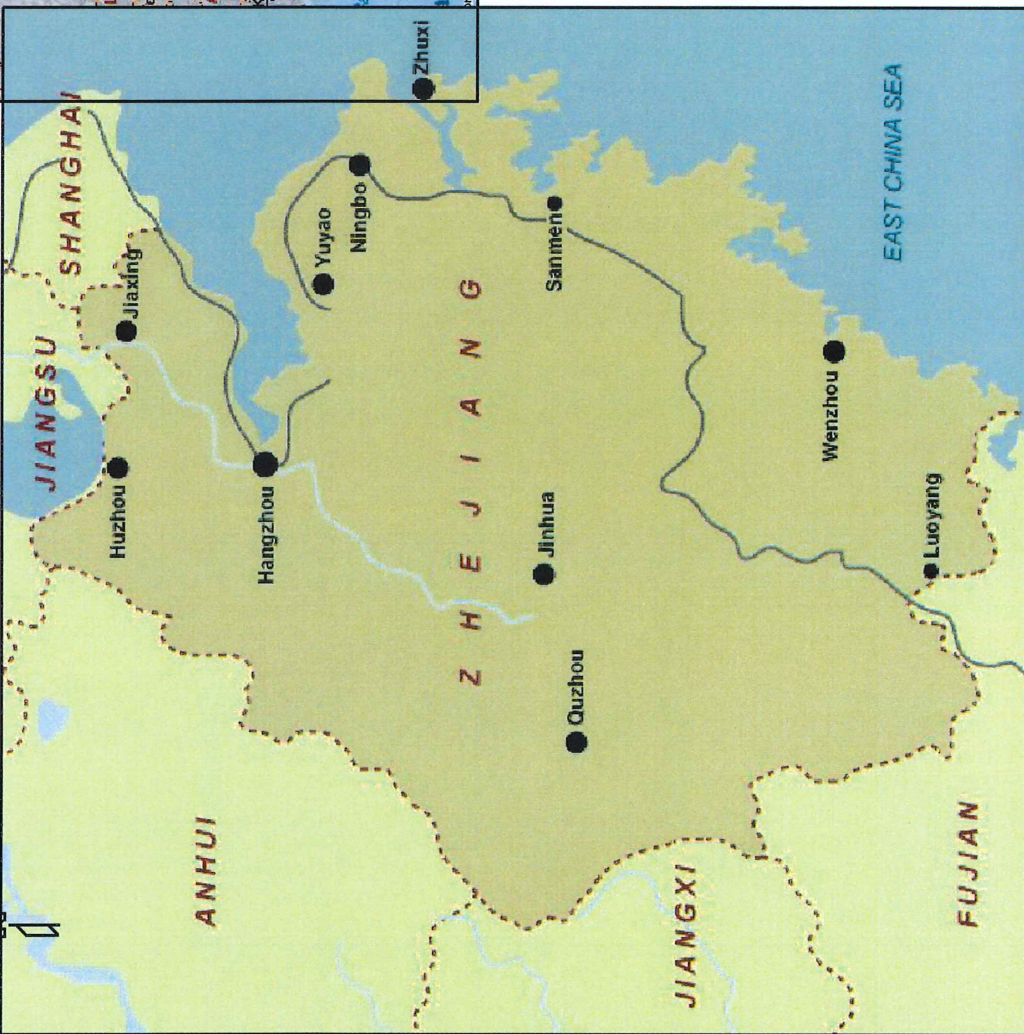 JIANGSU
SHANGHAI
Huzhou
Jiaxing
ANHUI
Hangzhou
Yuyao
Ningbo
Zhuxi
ZHEJIANG
Jinhua
Sanmen
Quzhou
JIANGXI
Wenzhou
EAST CHINA SEA
Luoyang
FUJIAN